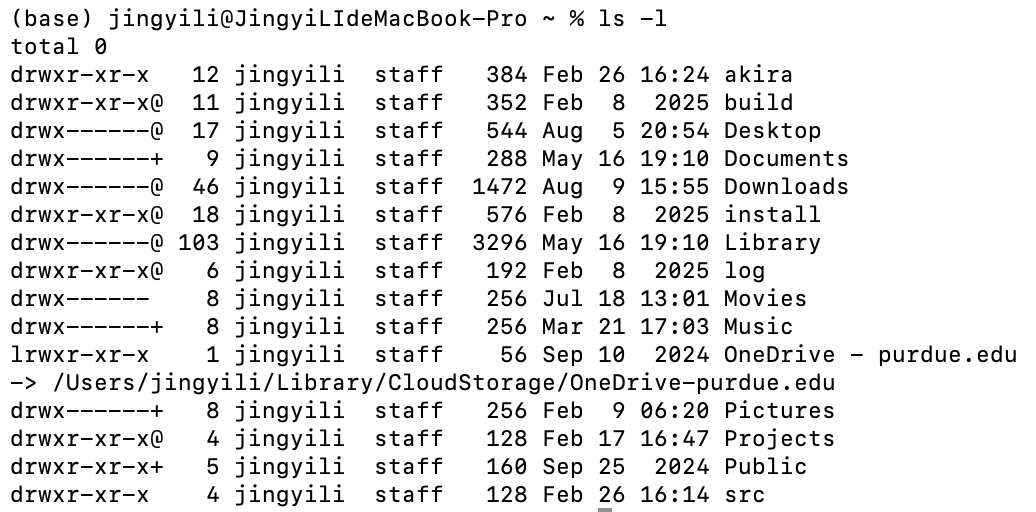 (base) jingyili@JingyiLIdeMacBook-Pro ~ % ls -l
total 0
drwxr-xr-x   12 jingyili  staff   384 Feb 26 16:24 akira
drwxr-xr-x@  11 jingyili  staff   352 Feb  8  2025 build
drwx------@  17 jingyili  staff   544 Aug  5 20:54 Desktop
drwx------+   9 jingyili  staff   288 May 16 19:10 Documents
drwx------@  46 jingyili  staff  1472 Aug  9 15:55 Downloads
drwxr-xr-x@  18 jingyili  staff   576 Feb  8  2025 install
drwx------@ 103 jingyili  staff  3296 May 16 19:10 Library
drwxr-xr-x@   6 jingyili  staff   192 Feb  8  2025 log
drwx------    8 jingyili  staff   256 Jul 18 13:01 Movies
drwx------+   8 jingyili  staff   256 Mar 21 17:03 Music
lrwxr-xr-x    1 jingyili  staff    56 Sep 10  2024 OneDrive - purdue.edu
-> /Users/jingyili/Library/CloudStorage/OneDrive-purdue.edu
drwx------+   8 jingyili  staff   256 Feb  9 06:20 Pictures
drwxr-xr-x@   4 jingyili  staff   128 Feb 17 16:47 Projects
drwxr-xr-x+   5 jingyili  staff   160 Sep 25  2024 Public
drwxr-xr-x    4 jingyili  staff   128 Feb 26 16:14 src